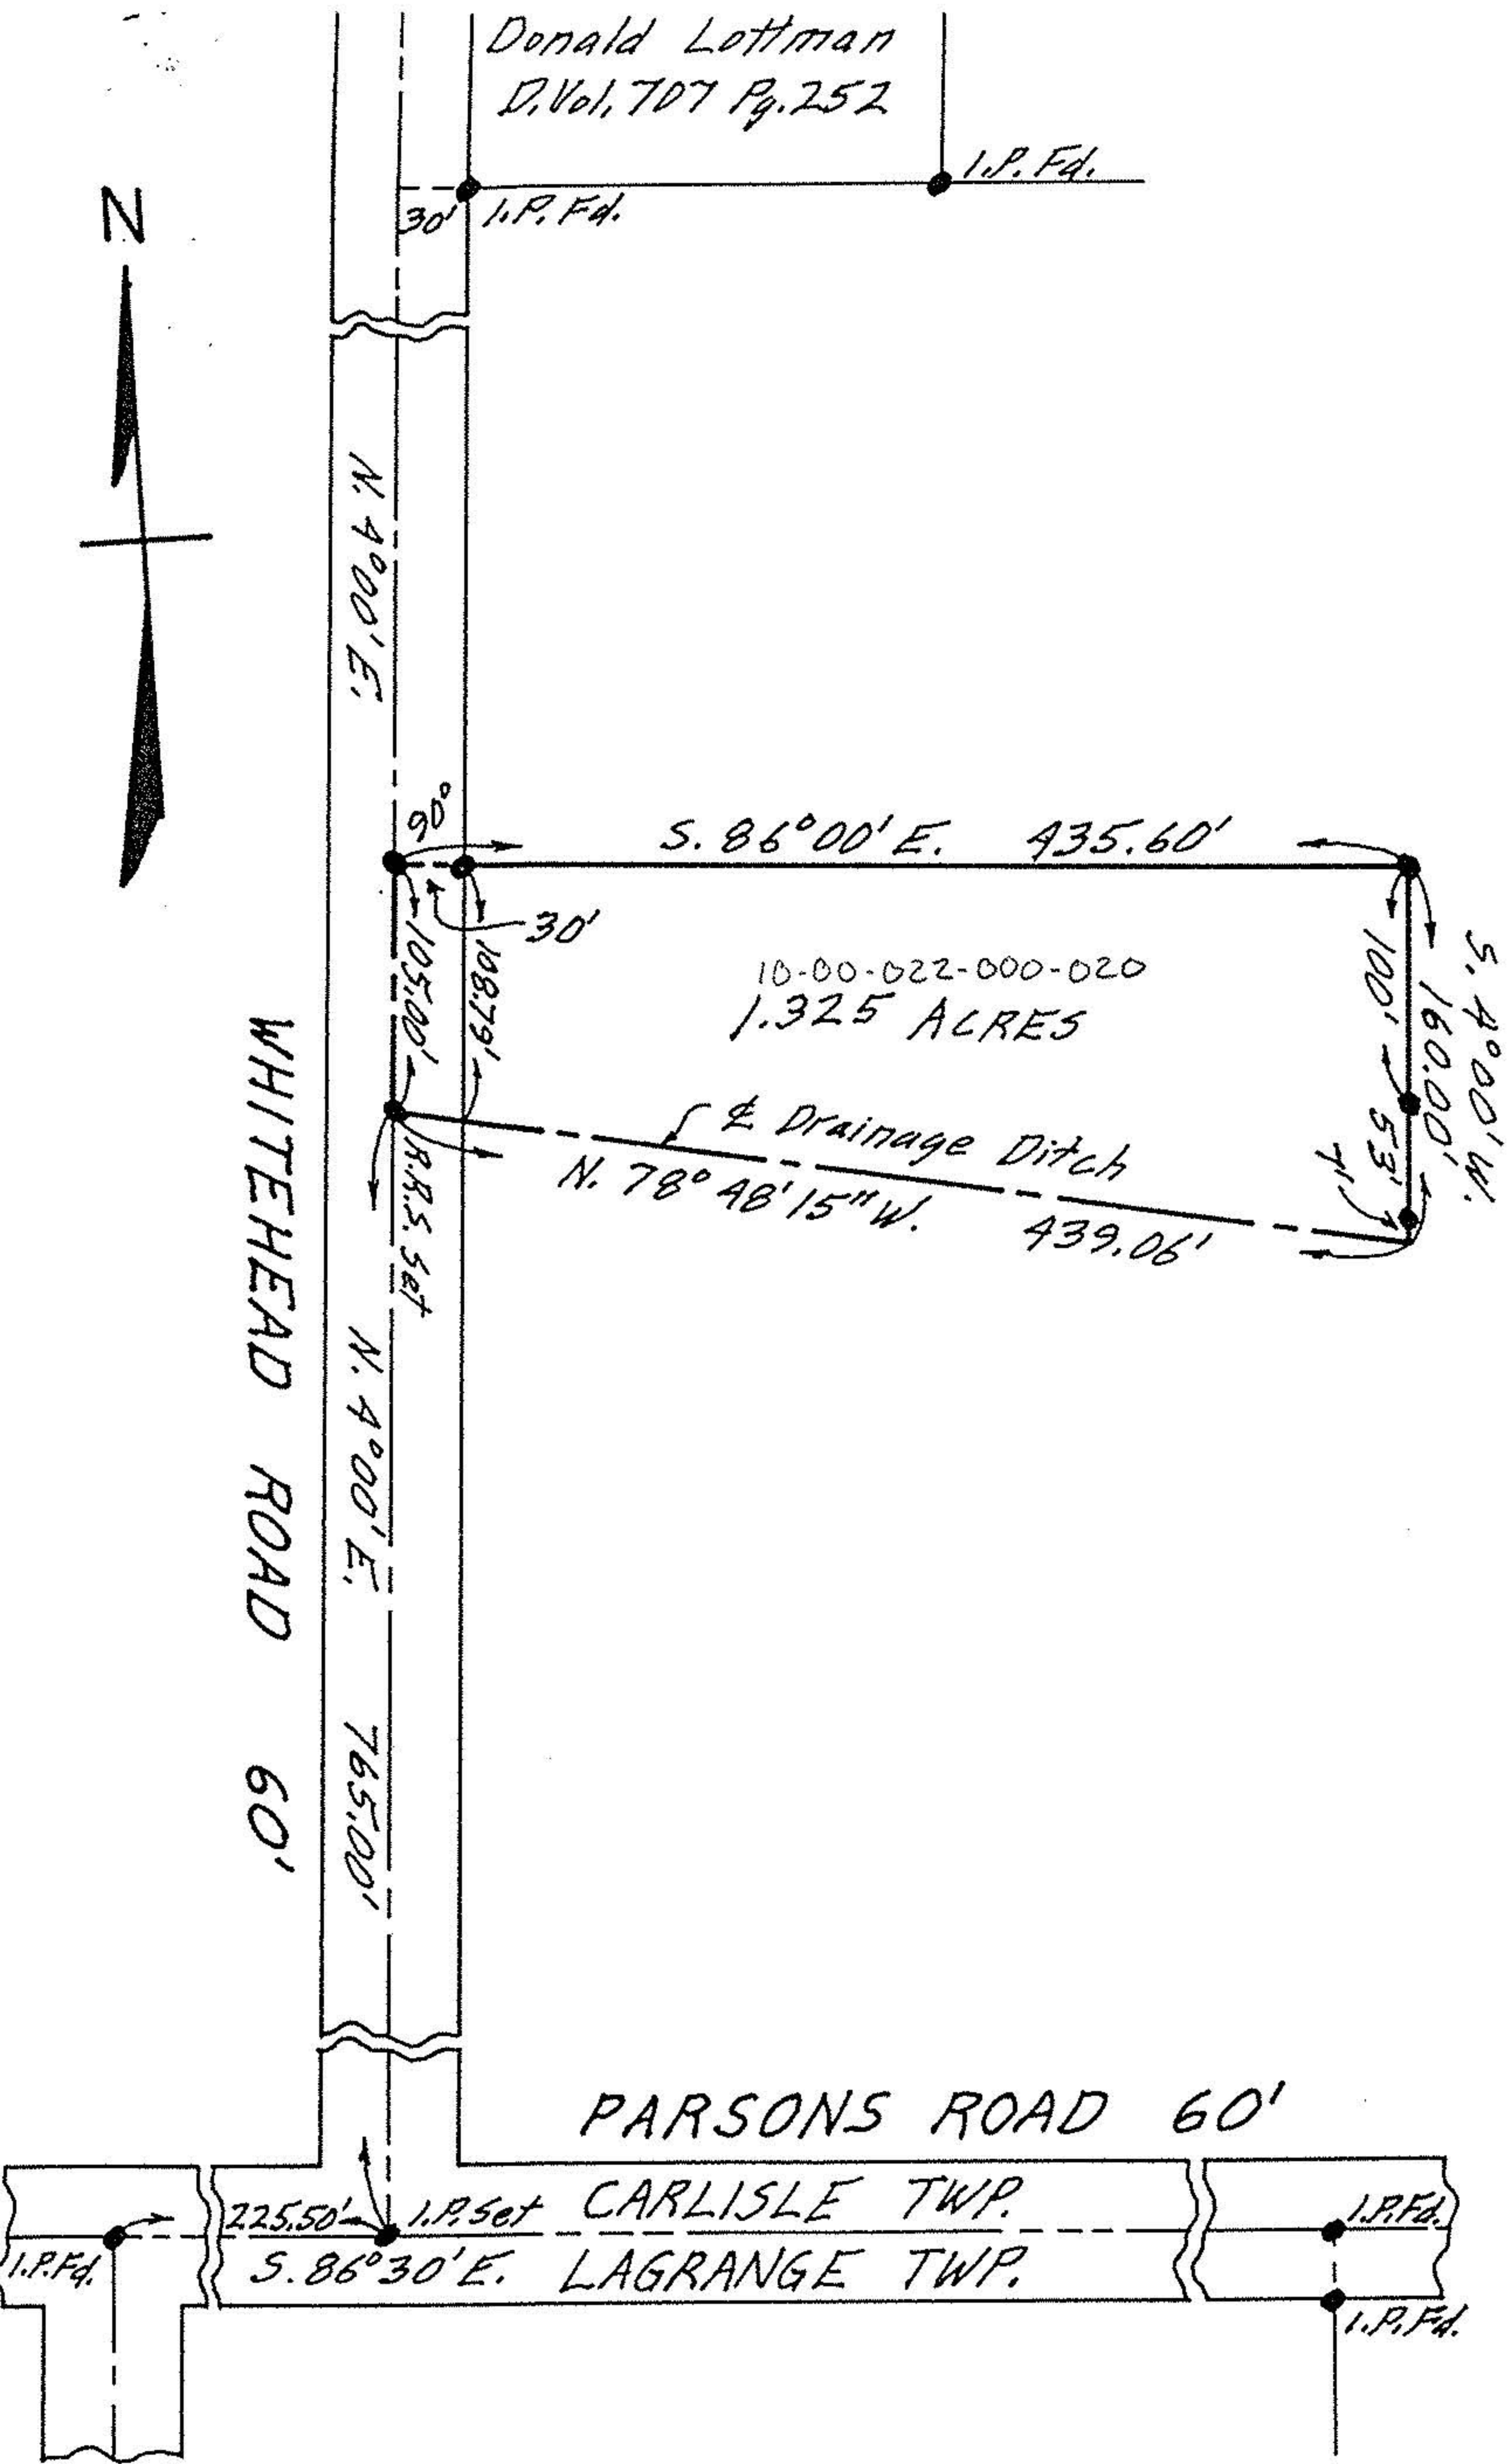 Donald Lottman
D.Vol. 707 Pg. 252
I.P. Fd.
30' I.P. Fd.
N
N. 4°00' E.
90°
S. 86°00' E. 435.60'
30'
105.00'
108.79'
10-00-022-000-020
1.325 ACRES
100'
53'
7'
S. 4°00' W.
160.00'
℄ Drainage Ditch
N. 78° 48' 15" W. 439.06'
R.R.S. Set
N. 4°00' E. 765.00'
WHITEHEAD ROAD 60'
PARSONS ROAD 60'
CARLISLE TWP.
225.50' I.P. Set
I.P. Fd.
I.P. Fd.
S. 86°30' E. LAGRANGE TWP.
I.P. Fd.